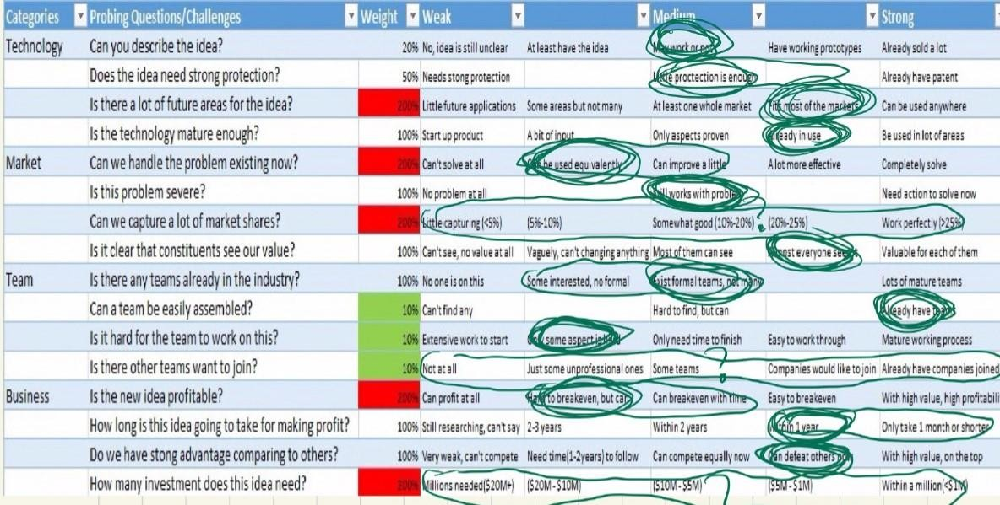 Categories Probing Questions/Challenges Weight Weak Medium Strong
Technology Can you describe the idea? 20% No, idea is still unclear At least have the idea work or Have working prototypes Already sold a lot
Does the idea need strong protection? 50% Needs stong protection proctection is enough Already have patent
Is there a lot of future areas for the idea? 200% Little future applications Some areas but not many At least one whole market most of the markets Can be used anywhere
Is the technology mature enough? 100% Start up product A bit of input Only aspects proven Already in use Be used in lot of areas
Market Can we handle the problem existing now? 200% Can't solve at all be used equivalently Can improve a little A lot more effective Completely solve
Is this problem severe? 100% No problem at all works with problem Need action to solve now
Can we capture a lot of market shares? 200% Little capturing (<5%) (5%-10%) Somewhat good (10%-20%) ? (20%-25%) Work perfectly (>25%)
Is it clear that constituents see our value? 100% Can't see, no value at all Vaguely, can't changing anything Most of them can see everyone Valuable for each of them
Team Is there any teams already in the industry? 100% No one is on this Some interested, no formal Exist formal teams, not many Lots of mature teams
Can a team be easily assembled? 10% Can't find any Hard to find, but can Already have
Is it hard for the team to work on this? 10% Extensive work to start some aspect Only need time to finish Easy to work through Mature working process
Is there other teams want to join? 10% Not at all Just some unprofessional ones Some teams ? Companies would like to join Already have companies joined
Business Is the new idea profitable? 200% Can profit at all to breakeven, but can Can breakeven with time Easy to breakeven With high value, high profitabili
How long is this idea going to take for making profit? 100% Still researching, can't say 2-3 years Within 2 years Within 1 year Only take 1 month or shorter
Do we have stong advantage comparing to others? 100% Very weak, can't compete Need time(1-2years) to follow Can compete equally now defeat others With high value, on the top
How many investment does this idea need? 200% Millions needed($20M+) ($20M-$10M) ($10M-$5M) ? ($5M-$1M) Within a million(<$1M)